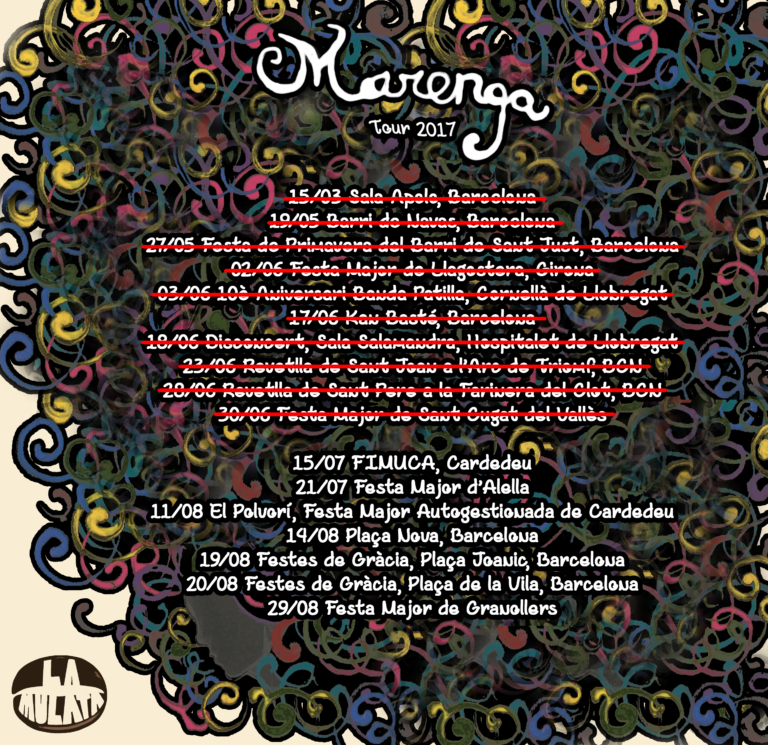 Marenga
Tour 2017
15/03 Sala Apolo, Barcelona
19/05 Barri de Navas, Barcelona
27/05 Festa de Primavera del Barri de Sant Just, Barcelona
02/06 Festa Major de Llagostera, Girona
03/06 10è Aniversari Banda Patilla, Cornellà de Llobregat
17/06 Kau Basté, Barcelona
18/06 Disconcert, Sala Salamandra, Hospitalet de Llobregat
23/06 Revetlla de Sant Joan a l'Arc de Triomf, BCN
28/06 Revetlla de Sant Pere a la Farinera del Clot, BCN
30/06 Festa Major de Sant Cugat del Vallès
15/07 FIMUCA, Cardedeu
21/07 Festa Major d'Alella
11/08 El Polvorí, Festa Major Autogestionada de Cardedeu
14/08 Plaça Nova, Barcelona
19/08 Festes de Gràcia, Plaça Joanic, Barcelona
20/08 Festes de Gràcia, Plaça de la Vila, Barcelona
29/08 Festa Major de Granollers
LA
MULATA